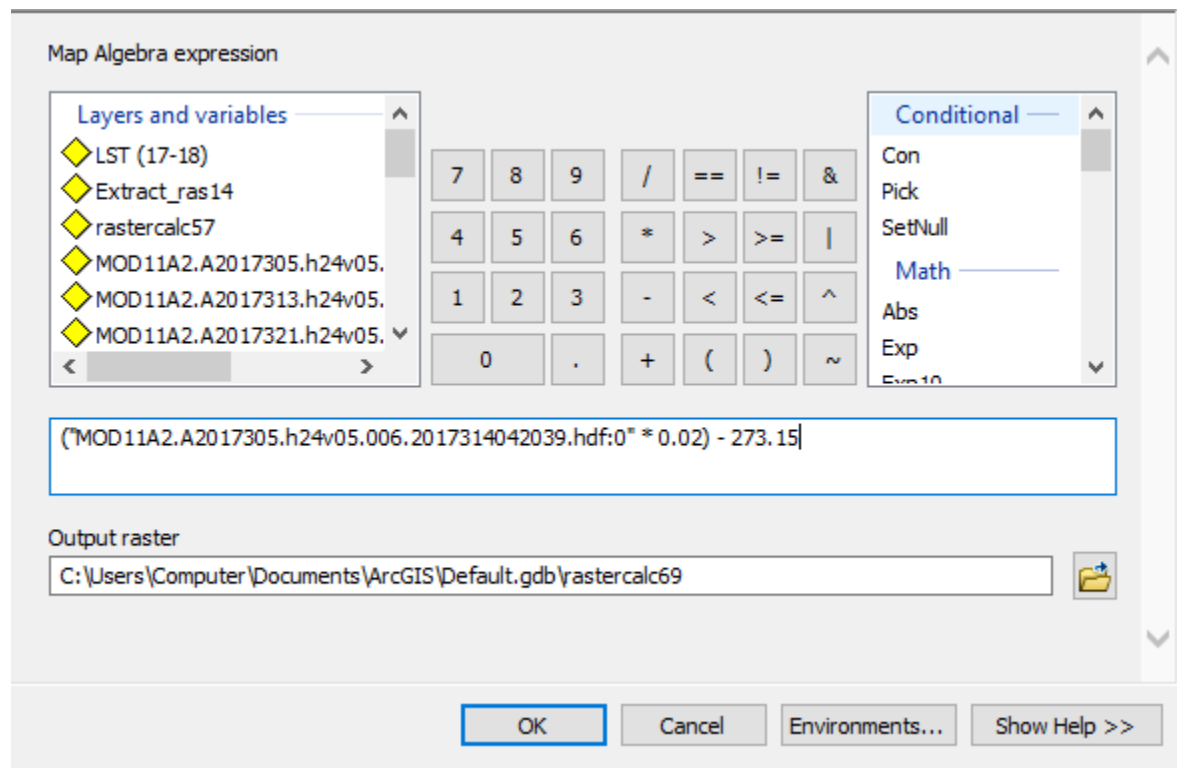 Map Algebra expression
Layers and variables
LST (17-18)
Extract_ras14
rastercalc57
MOD11A2.A2017305.h24v05.
MOD11A2.A2017313.h24v05.
MOD11A2.A2017321.h24v05.
7 8 9 / == != &
4 5 6 * > >= |
1 2 3 - < <= ^
0 . + ( ) ~
Conditional
Con
Pick
SetNull
Math
Abs
Exp
Exp10
("MOD11A2.A2017305.h24v05.006.2017314042039.hdf:0" * 0.02) - 273.15
Output raster
C:\Users\Computer\Documents\ArcGIS\Default.gdb\rastercalc69
OK Cancel Environments... Show Help >>